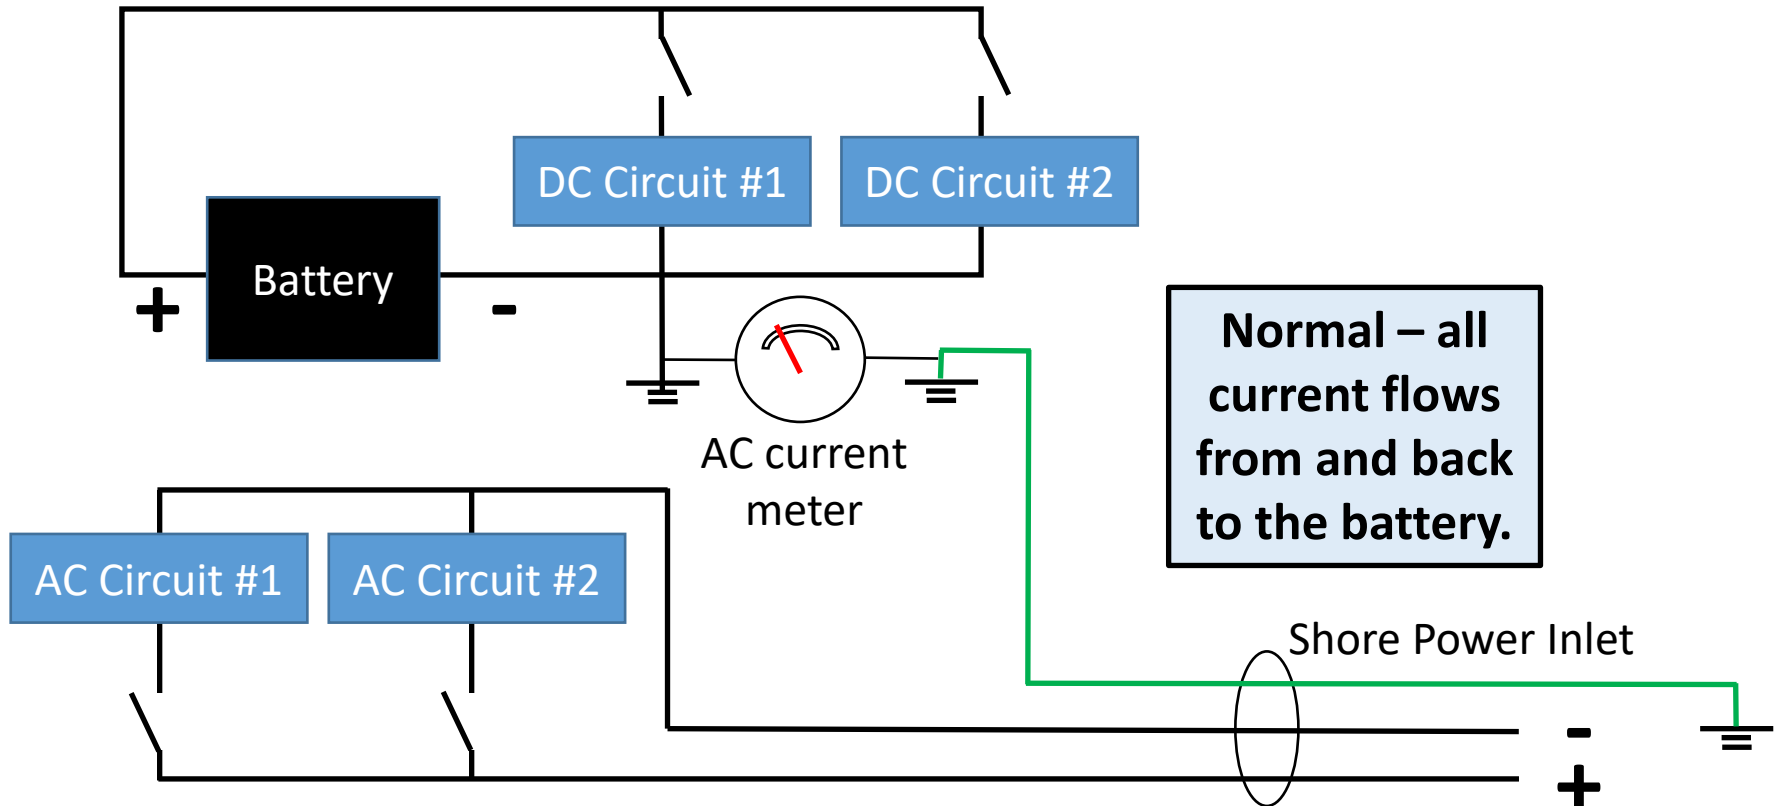 DC Circuit #1
DC Circuit #2
Battery
+
-
Normal – all
current flows
from and back
to the battery.
AC current
meter
AC Circuit #1
AC Circuit #2
Shore Power Inlet
-
+